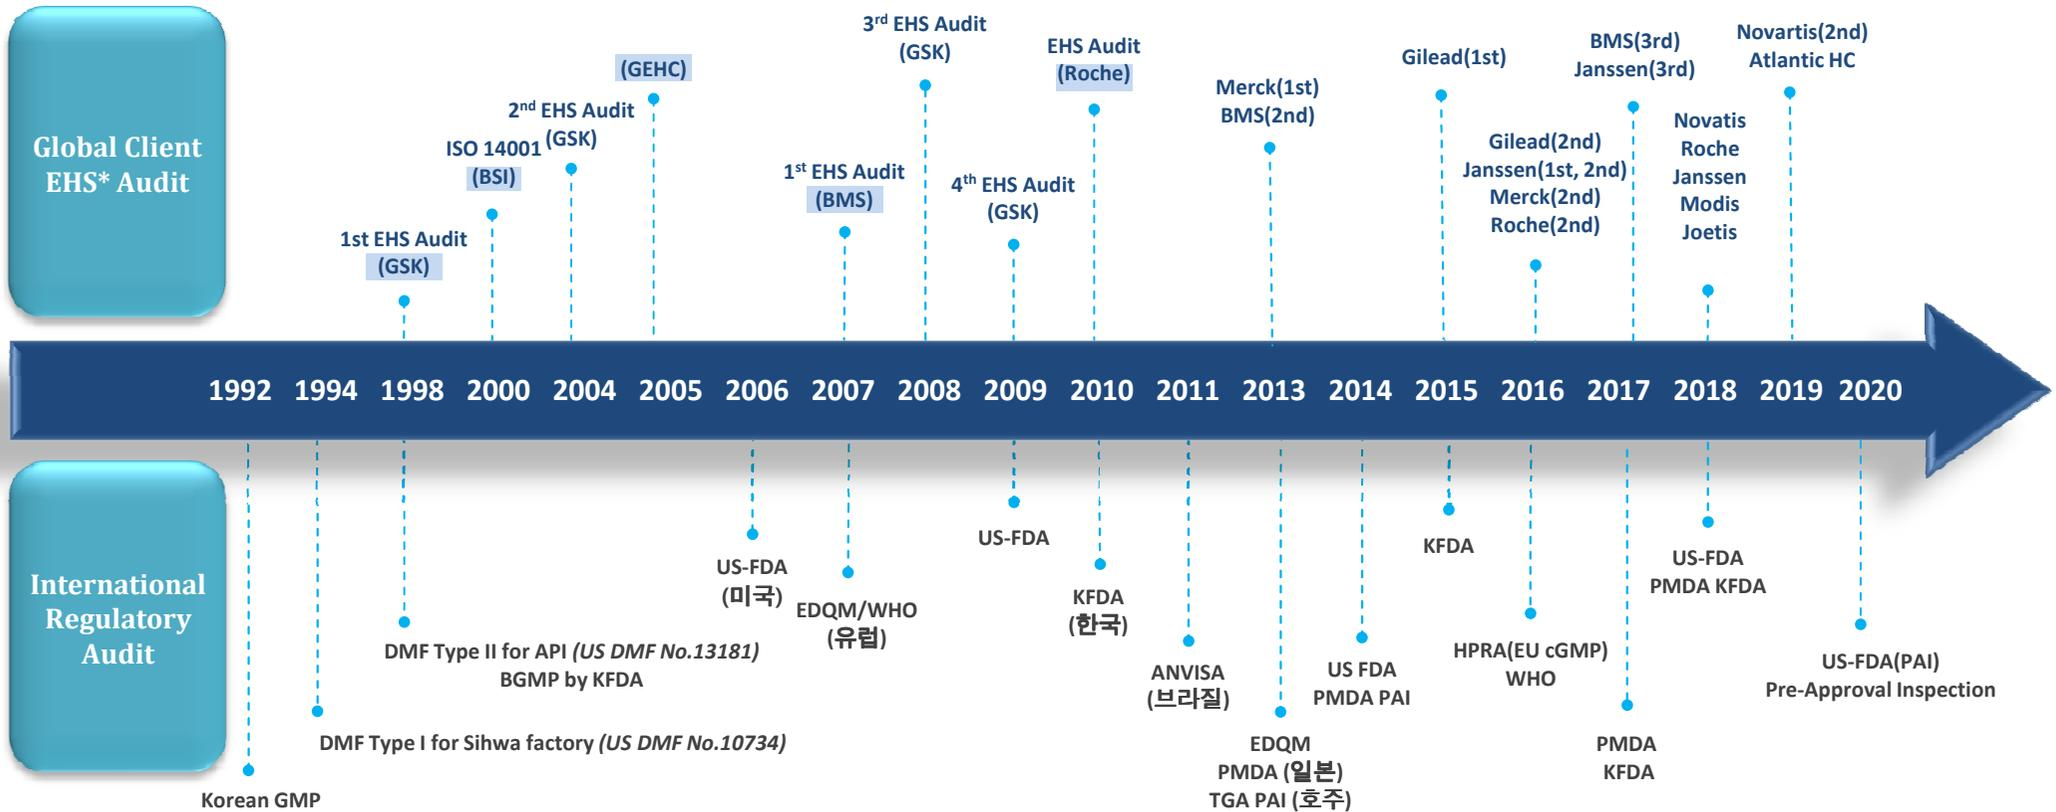 Global Client
EHS* Audit
1st EHS Audit
(GSK)
ISO 14001
(BSI)
2nd EHS Audit
(GSK)
(GEHC)
1st EHS Audit
(BMS)
3rd EHS Audit
(GSK)
4th EHS Audit
(GSK)
EHS Audit
(Roche)
Merck(1st)
BMS(2nd)
Gilead(1st)
Gilead(2nd)
Janssen(1st, 2nd)
Merck(2nd)
Roche(2nd)
BMS(3rd)
Janssen(3rd)
Novatis
Roche
Janssen
Modis
Joetis
Novartis(2nd)
Atlantic HC
1992 1994 1998 2000 2004 2005 2006 2007 2008 2009 2010 2011 2013 2014 2015 2016 2017 2018 2019 2020
International
Regulatory
Audit
Korean GMP
DMF Type I for Sihwa factory (US DMF No.10734)
DMF Type II for API (US DMF No.13181)
BGMP by KFDA
US-FDA
(미국)
EDQM/WHO
(유럽)
US-FDA
KFDA
(한국)
ANVISA
(브라질)
EDQM
PMDA (일본)
TGA PAI (호주)
US FDA
PMDA PAI
KFDA
HPRA(EU cGMP)
WHO
PMDA
KFDA
US-FDA
PMDA KFDA
US-FDA(PAI)
Pre-Approval Inspection